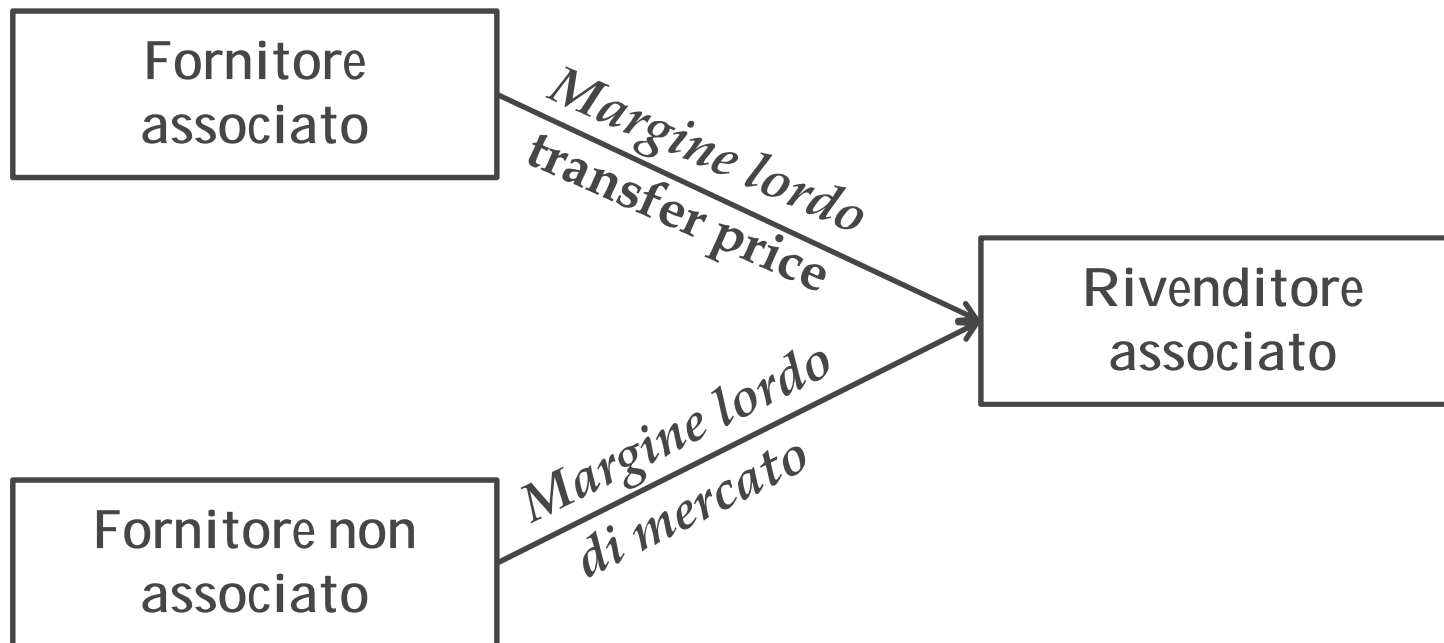 Fornitore
associato
Margine lordo
transfer price
Rivenditore
associato
Margine lordo
di mercato
Fornitore non
associato